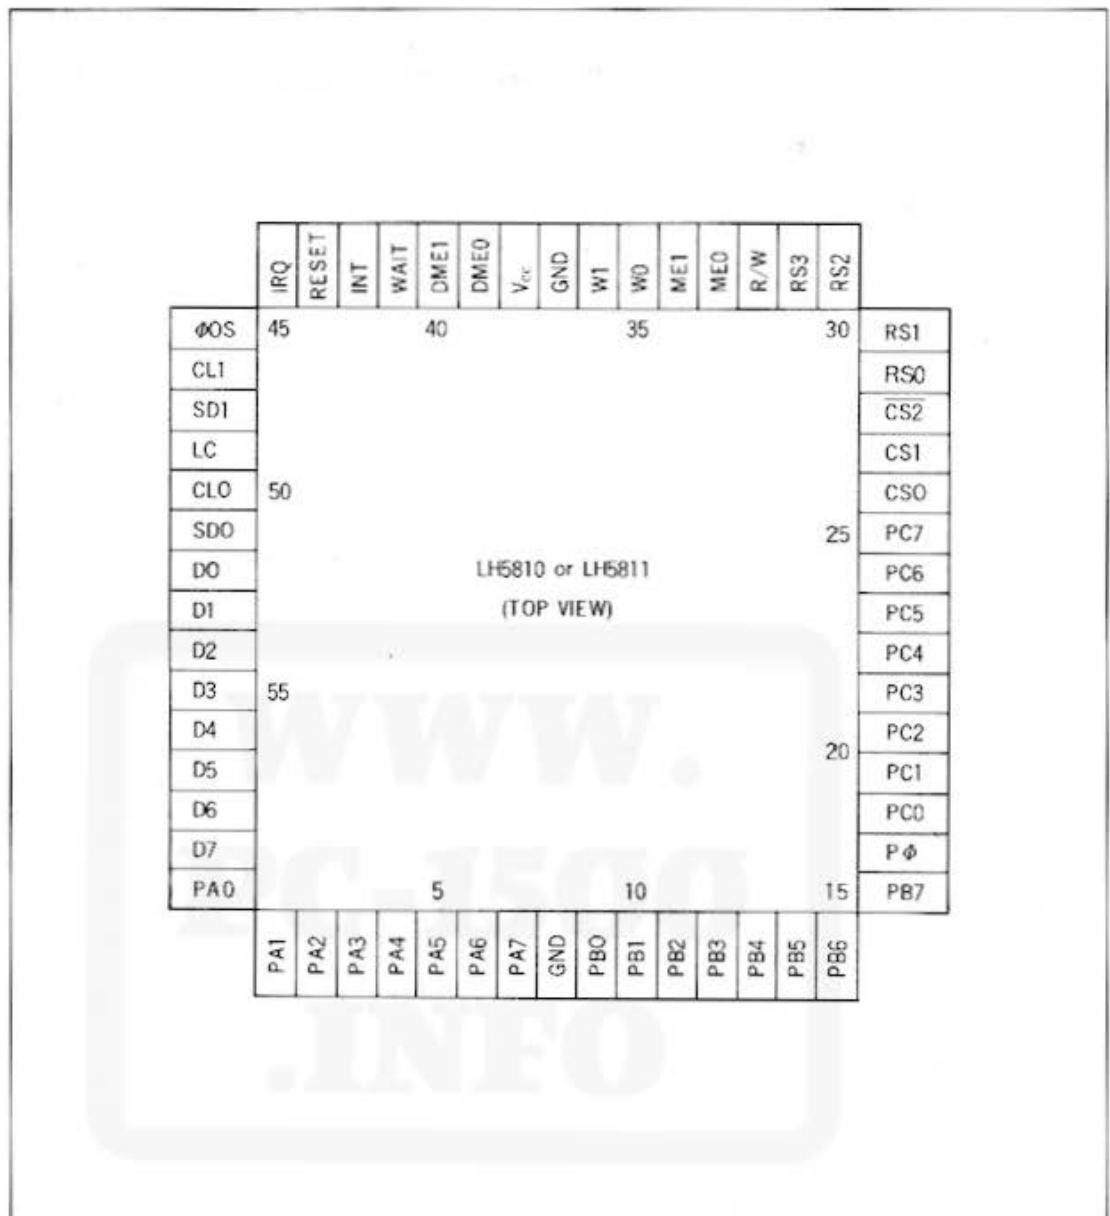 IRQ RESET INT WAIT DME1 DME0 Vcc GND W1 W0 ME1 ME0 R/W RS3 RS2
ϕOS 45 40 35 30 RS1
CL1 RS0
SD1 C̅S̅2̅
LC CS1
CL0 50 CS0
SD0 25 PC7
D0 LH5810 or LH5811 PC6
D1 (TOP VIEW) PC5
D2 PC4
D3 55 PC3
D4 PC2
20
D5 PC1
D6 PC0
D7 Pϕ
PA0 5 10 15 PB7
PA1 PA2 PA3 PA4 PA5 PA6 PA7 GND PB0 PB1 PB2 PB3 PB4 PB5 PB6
WWW.
PC-1500
.INFO